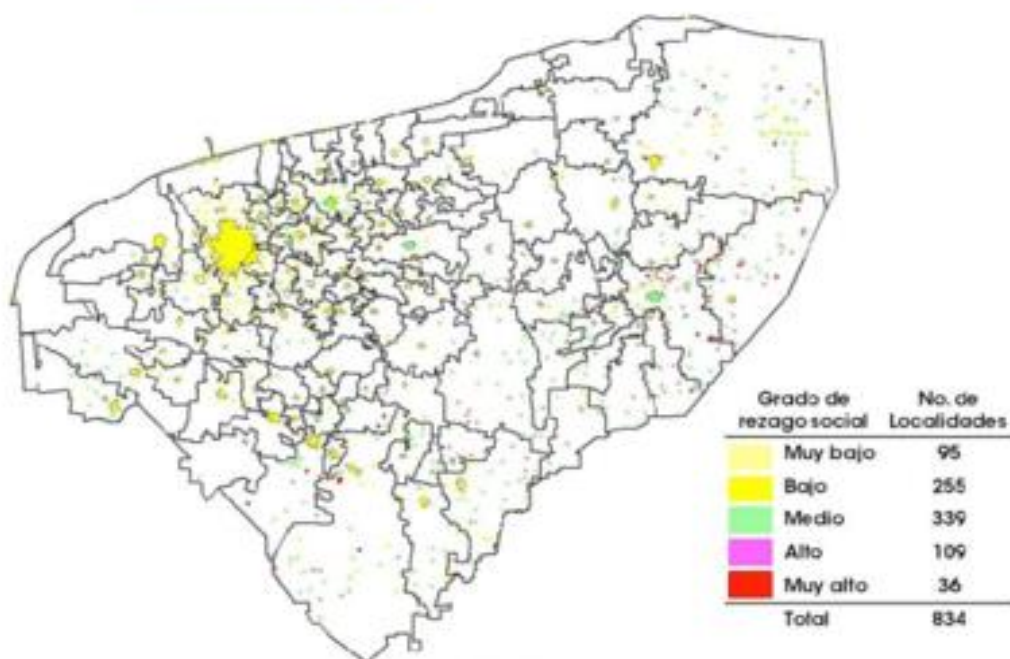 Grado de rezago social No. de Localidades
Muy bajo 95
Bajo 255
Medio 339
Alto 109
Muy alto 36
Total 834